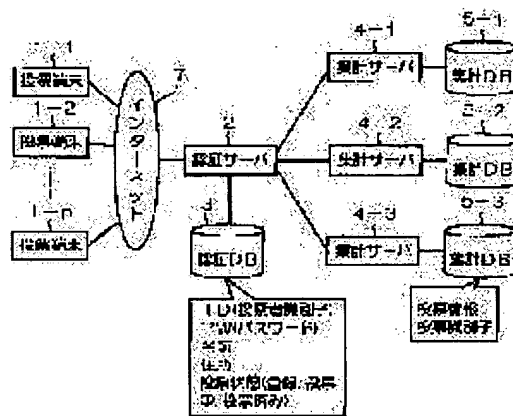 1-1
投票端末
1-2
投票端末
1-n
投票端末
7
インターネット
2
認証サーバ
3
認証DB
4-1
集計サーバ
4-2
集計サーバ
4-3
集計サーバ
5-1
集計DB
5-2
集計DB
5-3
集計DB
ID(投票者識別子)
PW(パスワード)
氏名
住所
投票状態(登録/投票
中/投票済み)
投票情報
投票識別子